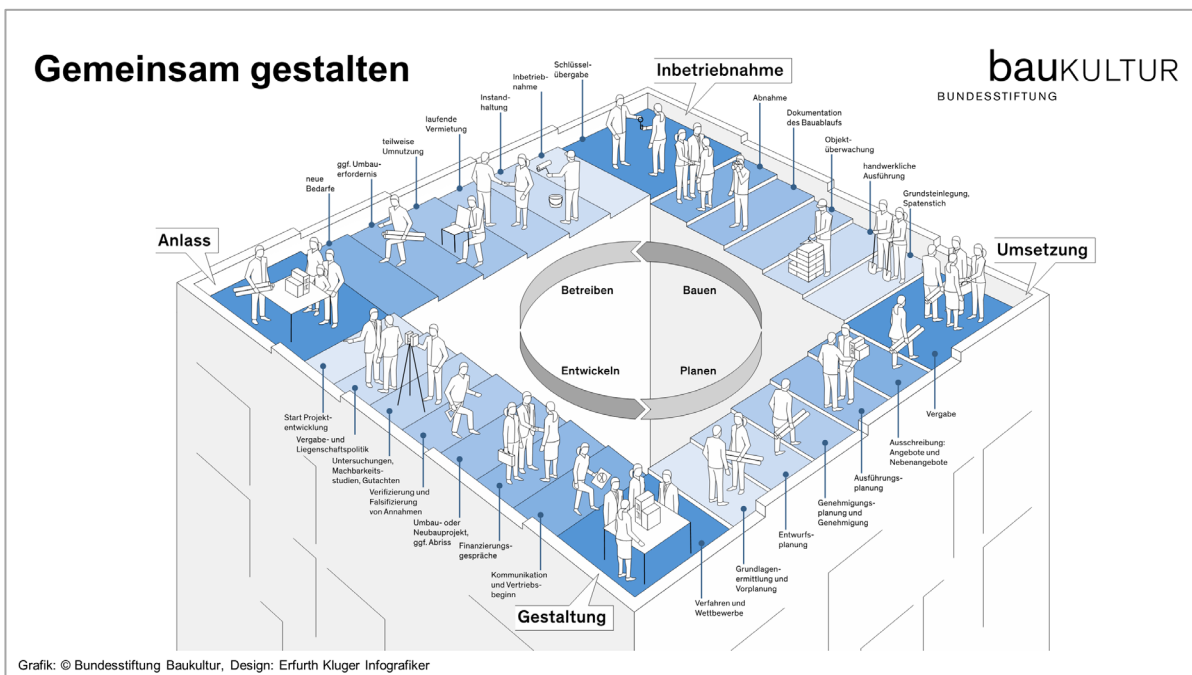 Gemeinsam gestalten
bauKULTUR
BUNDESSTIFTUNG
Anlass
neue
Bedarfe
ggf. Umbau-
erfordernis
teilweise
Umnutzung
laufende
Vermietung
Instand-
haltung
Inbetrieb-
nahme
Schlüssel-
übergabe
Inbetriebnahme
Abnahme
Dokumentation
des Bauablaufs
Objekt-
überwachung
handwerkliche
Ausführung
Grundsteinlegung,
Spatenstich
Umsetzung
Betreiben
Bauen
Entwickeln
Planen
Start Projekt-
entwicklung
Vergabe- und
Liegenschaftspolitik
Untersuchungen,
Machbarkeits-
studien, Gutachten
Verifizierung und
Falsifizierung
von Annahmen
Umbau- oder
Neubauprojekt,
ggf. Abriss
Finanzierungs-
gespräche
Kommunikation
und Vertriebs-
beginn
Gestaltung
Verfahren und
Wettbewerbe
Grundlagen-
ermittlung und
Vorplanung
Entwurfs-
planung
Genehmigungs-
planung und
Genehmigung
Ausführungs-
planung
Ausschreibung:
Angebote und
Nebenangebote
Vergabe
Grafik: © Bundesstiftung Baukultur, Design: Erfurth Kluger Infografiker